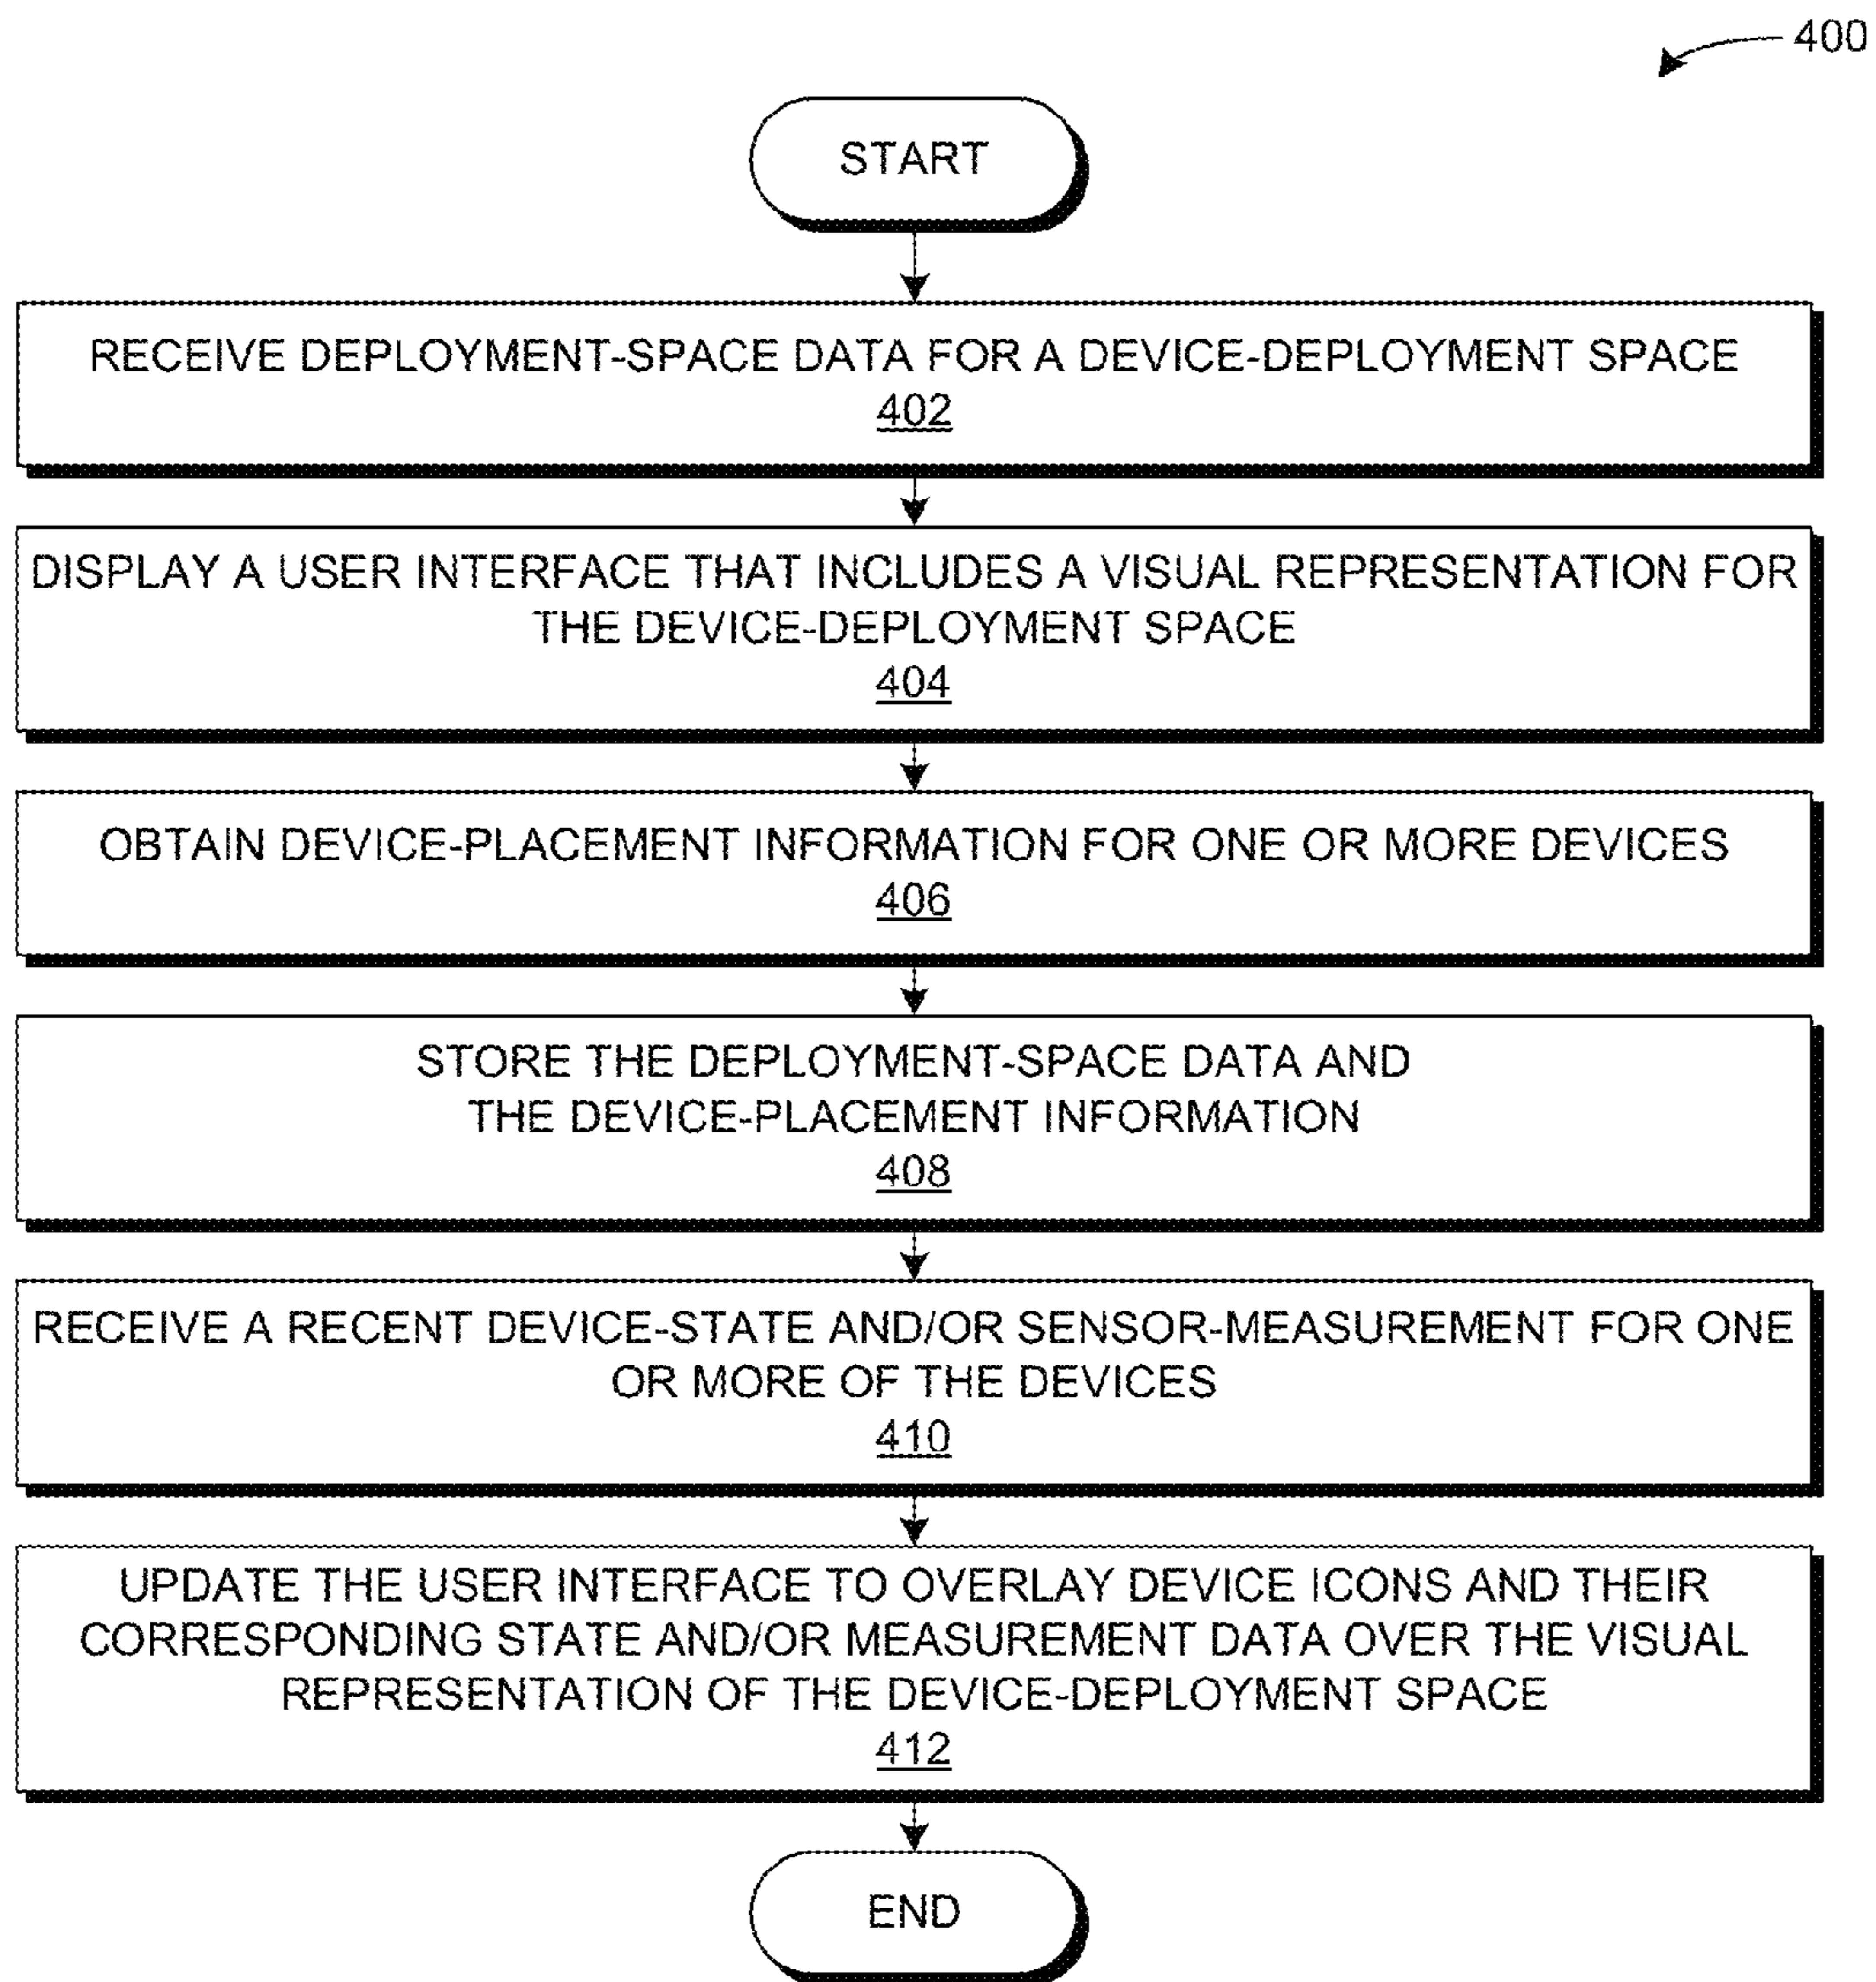 400
START
RECEIVE DEPLOYMENT-SPACE DATA FOR A DEVICE-DEPLOYMENT SPACE
402
DISPLAY A USER INTERFACE THAT INCLUDES A VISUAL REPRESENTATION FOR
THE DEVICE-DEPLOYMENT SPACE
404
OBTAIN DEVICE-PLACEMENT INFORMATION FOR ONE OR MORE DEVICES
406
STORE THE DEPLOYMENT-SPACE DATA AND
THE DEVICE-PLACEMENT INFORMATION
408
RECEIVE A RECENT DEVICE-STATE AND/OR SENSOR-MEASUREMENT FOR ONE
OR MORE OF THE DEVICES
410
UPDATE THE USER INTERFACE TO OVERLAY DEVICE ICONS AND THEIR
CORRESPONDING STATE AND/OR MEASUREMENT DATA OVER THE VISUAL
REPRESENTATION OF THE DEVICE-DEPLOYMENT SPACE
412
END